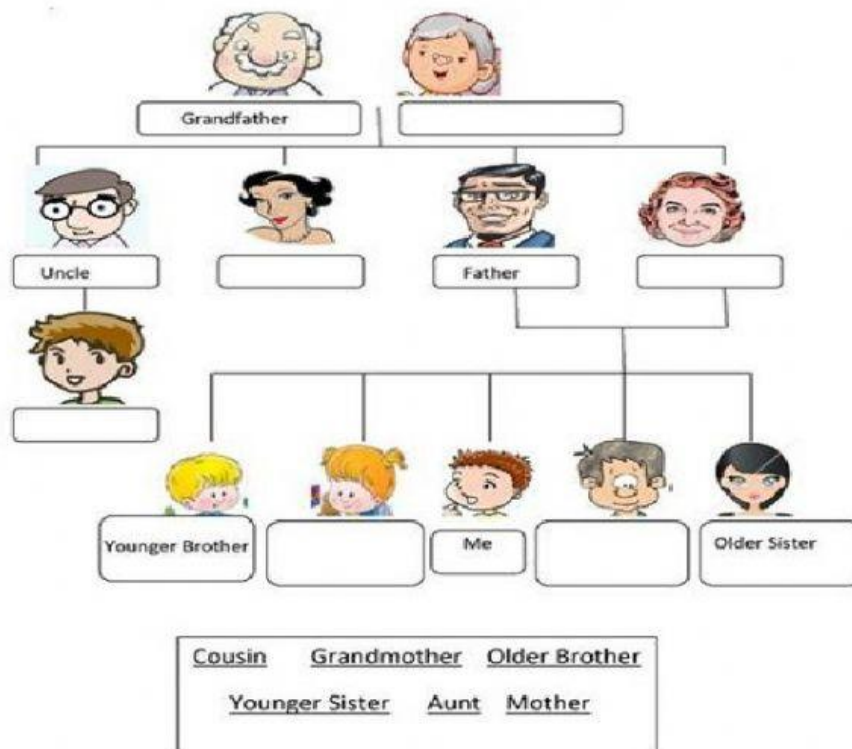 Grandfather
Uncle
Father
Younger Brother
Me
Older Sister
Cousin Grandmother Older Brother
Younger Sister Aunt Mother